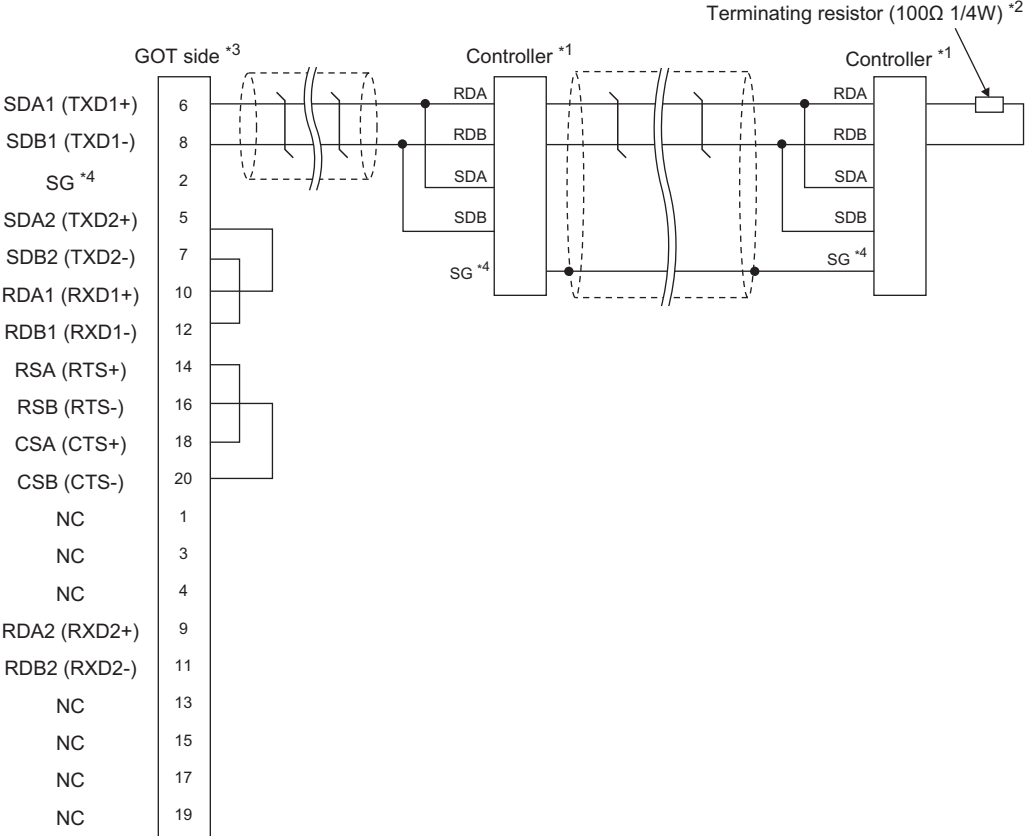 Terminating resistor (100Ω 1/4W) *2
GOT side *3
Controller *1
Controller *1
SDA1 (TXD1+) 6 RDA RDA
SDB1 (TXD1-) 8 RDB RDB
SG *4 2 SDA SDA
SDA2 (TXD2+) 5 SDB SDB
SDB2 (TXD2-) 7 SG *4 SG *4
RDA1 (RXD1+) 10
RDB1 (RXD1-) 12
RSA (RTS+) 14
RSB (RTS-) 16
CSA (CTS+) 18
CSB (CTS-) 20
NC 1
NC 3
NC 4
RDA2 (RXD2+) 9
RDB2 (RXD2-) 11
NC 13
NC 15
NC 17
NC 19